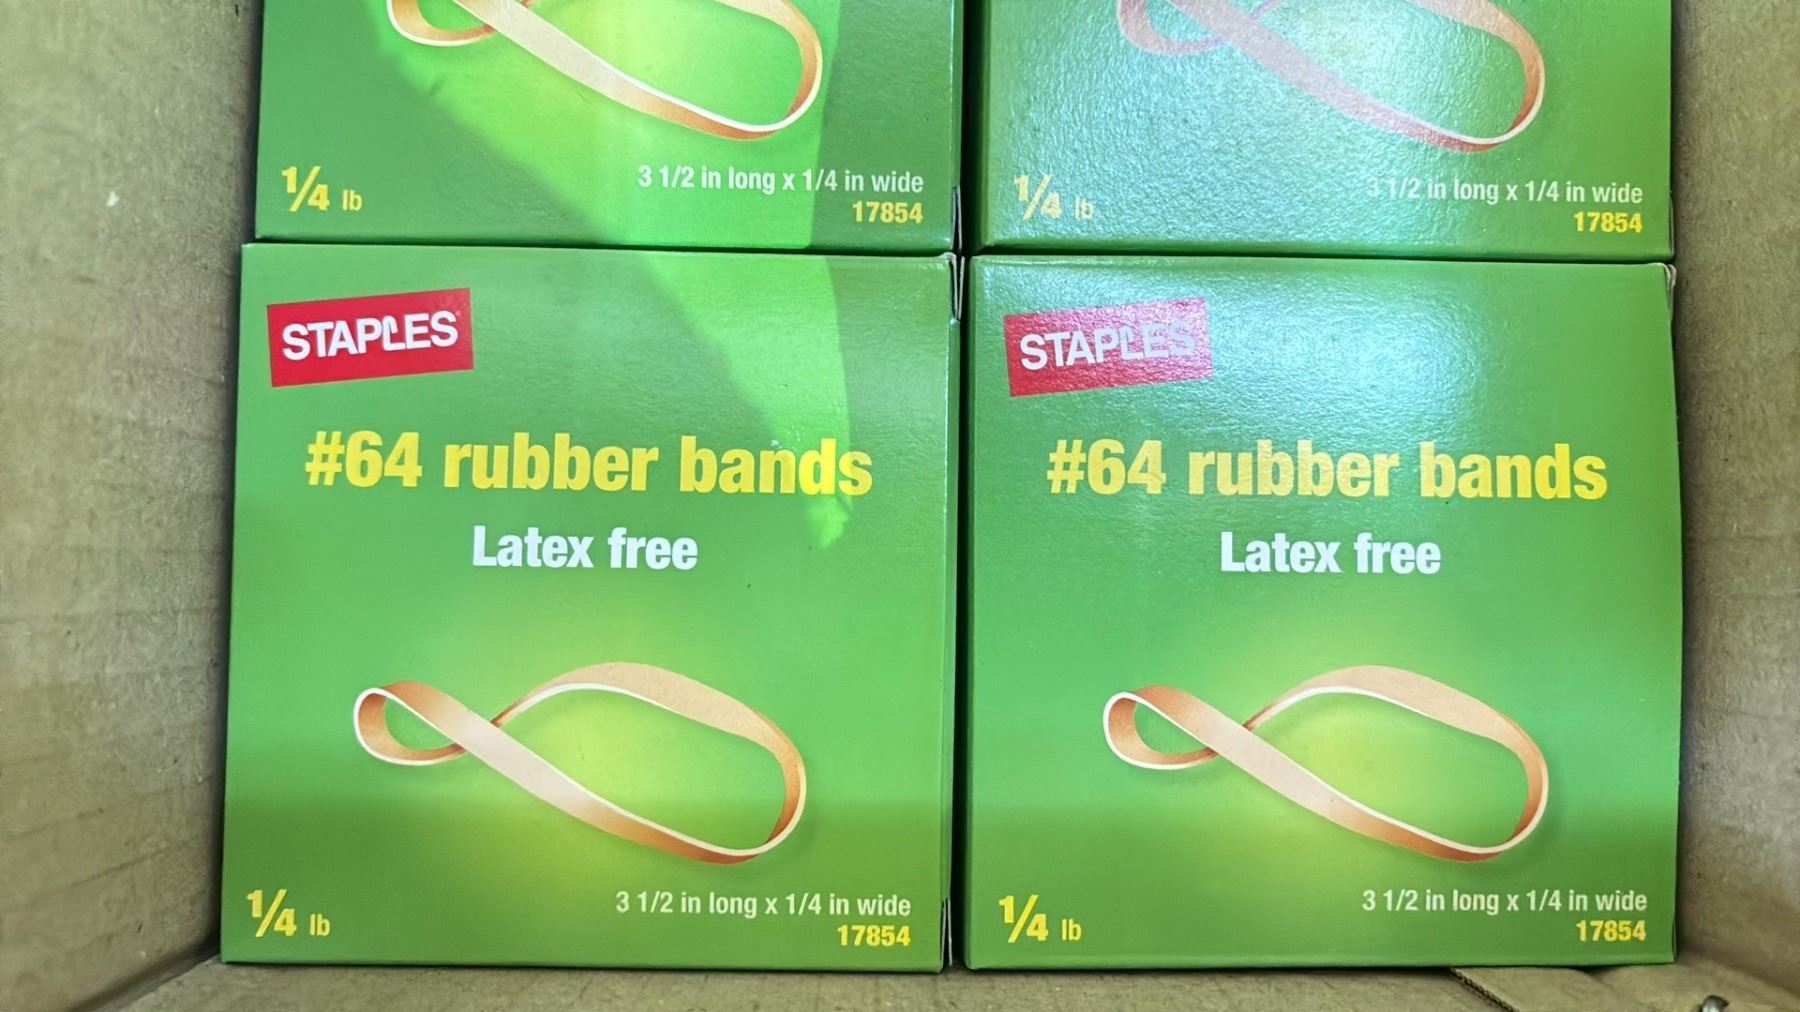 1/4 lb
3 1/2 in long x 1/4 in wide
17854
1/4 lb
3 1/2 in long x 1/4 in wide
17854
STAPLES
#64 rubber bands
Latex free
1/4 lb
3 1/2 in long x 1/4 in wide
17854
STAPLES
#64 rubber bands
Latex free
1/4 lb
3 1/2 in long x 1/4 in wide
17854